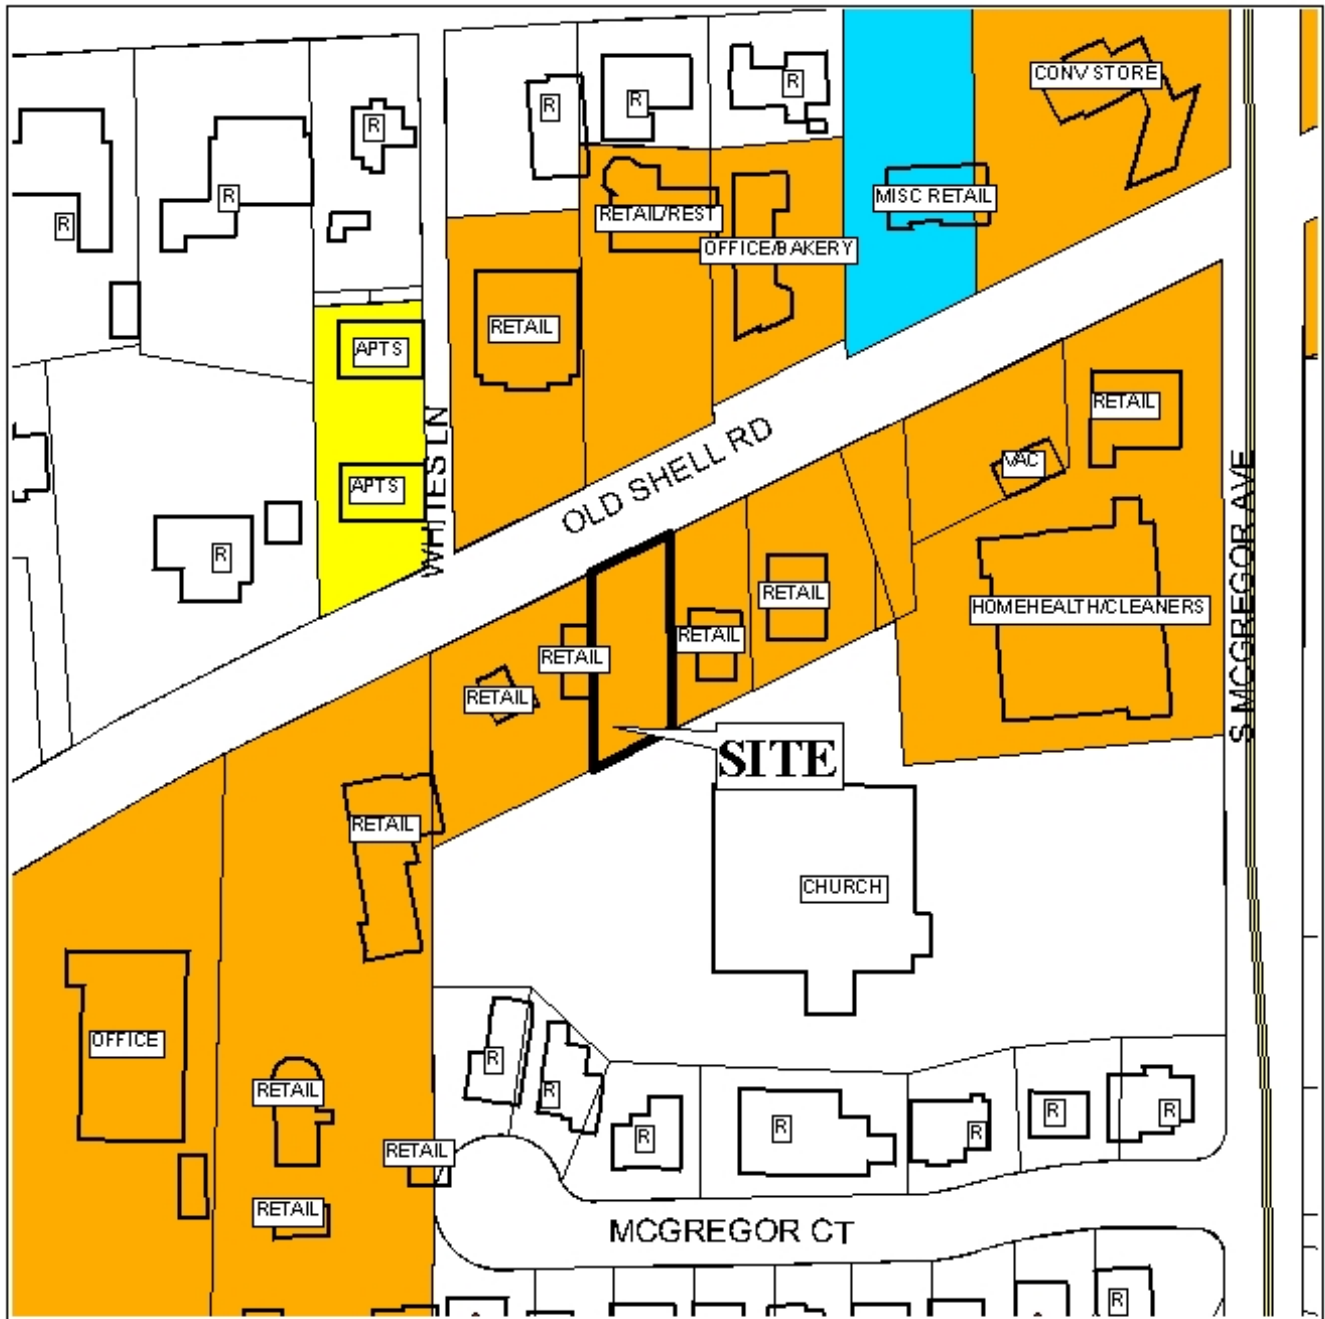 CONV STORE
R
R
R
R
MISC RETAIL
R
R
RETAIL/REST
OFFICE/BAKERY
RETAIL
APTS
RETAIL
OLD SHELL RD
WHITES LN
VAC
APTS
S MCGREGOR AVE
R
RETAIL
HOMEHEALTH/CLEANERS
RETAIL
RETAIL
RETAIL
SITE
RETAIL
CHURCH
OFFICE
R
RETAIL
R
R
R
R
R
R
RETAIL
RETAIL
MCGREGOR CT
R